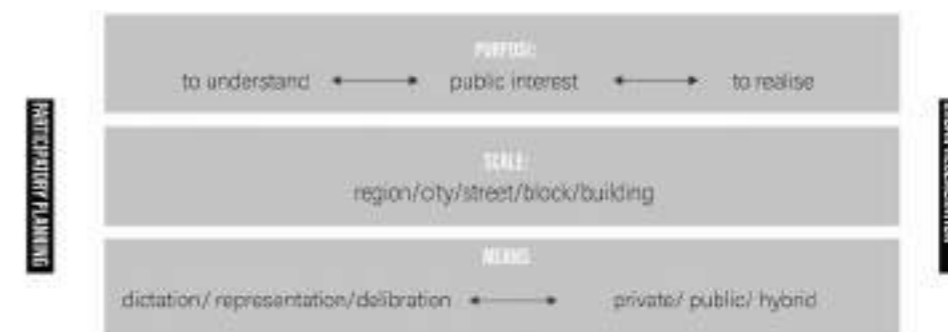 PURPOSE:
to understand public interest to realise
PARTICIPATORY PLANNING
SCALE:
region/city/street/block/building
MEANS:
dictation/ representation/delibration private/ public/ hybrid